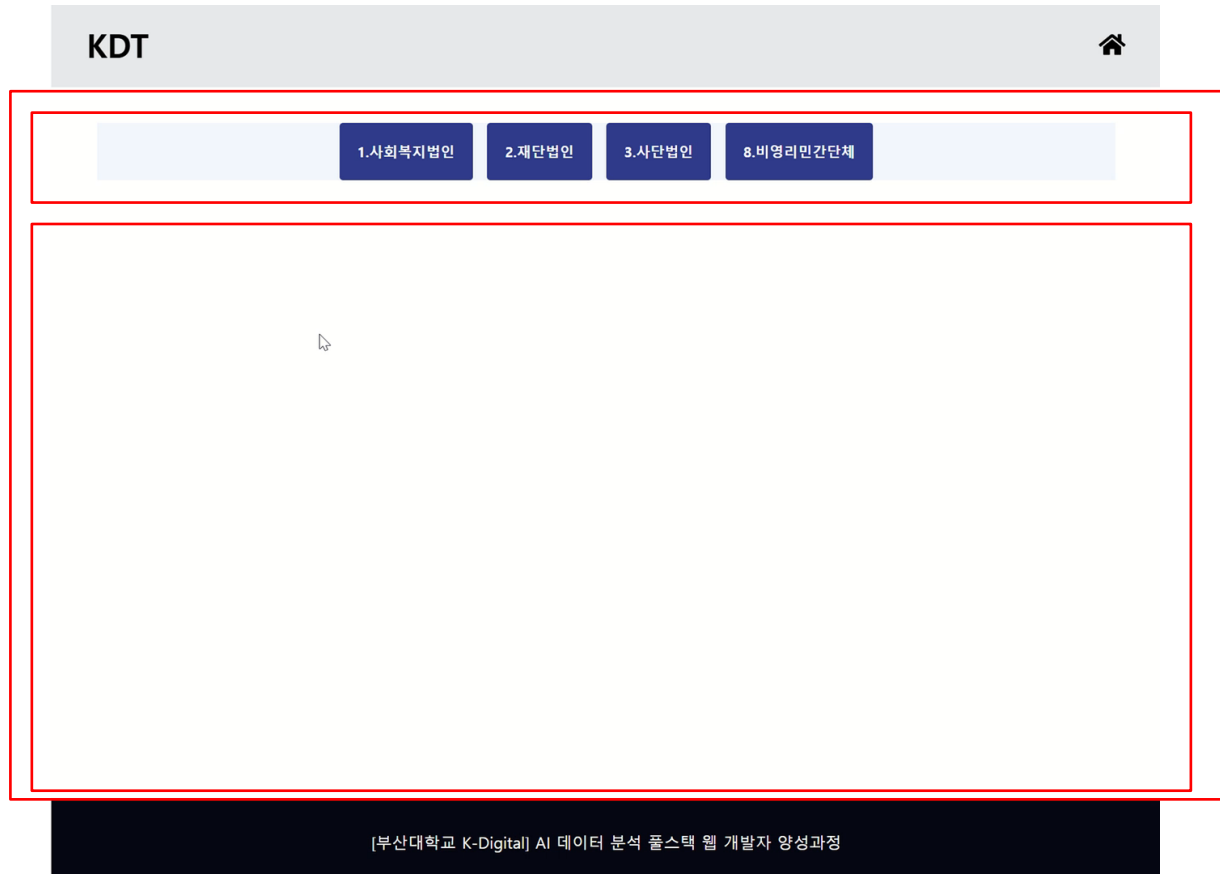 KDT
1.사회복지법인
2.재단법인
3.사단법인
8.비영리민간단체
[부산대학교 K-Digital] AI 데이터 분석 풀스택 웹 개발자 양성과정